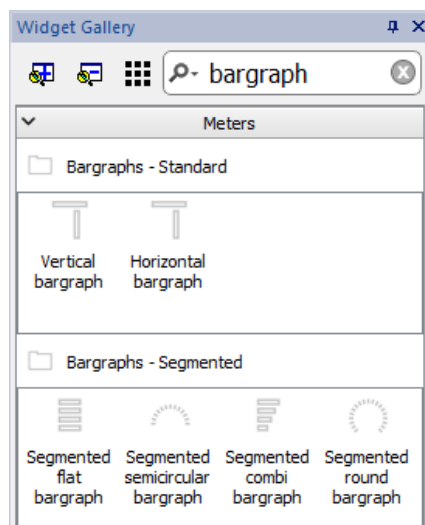 Widget Gallery
bargraph
Meters
Bargraphs - Standard
Vertical Horizontal
bargraph bargraph
Bargraphs - Segmented
Segmented Segmented Segmented Segmented
flat semicircular combi round
bargraph bargraph bargraph bargraph